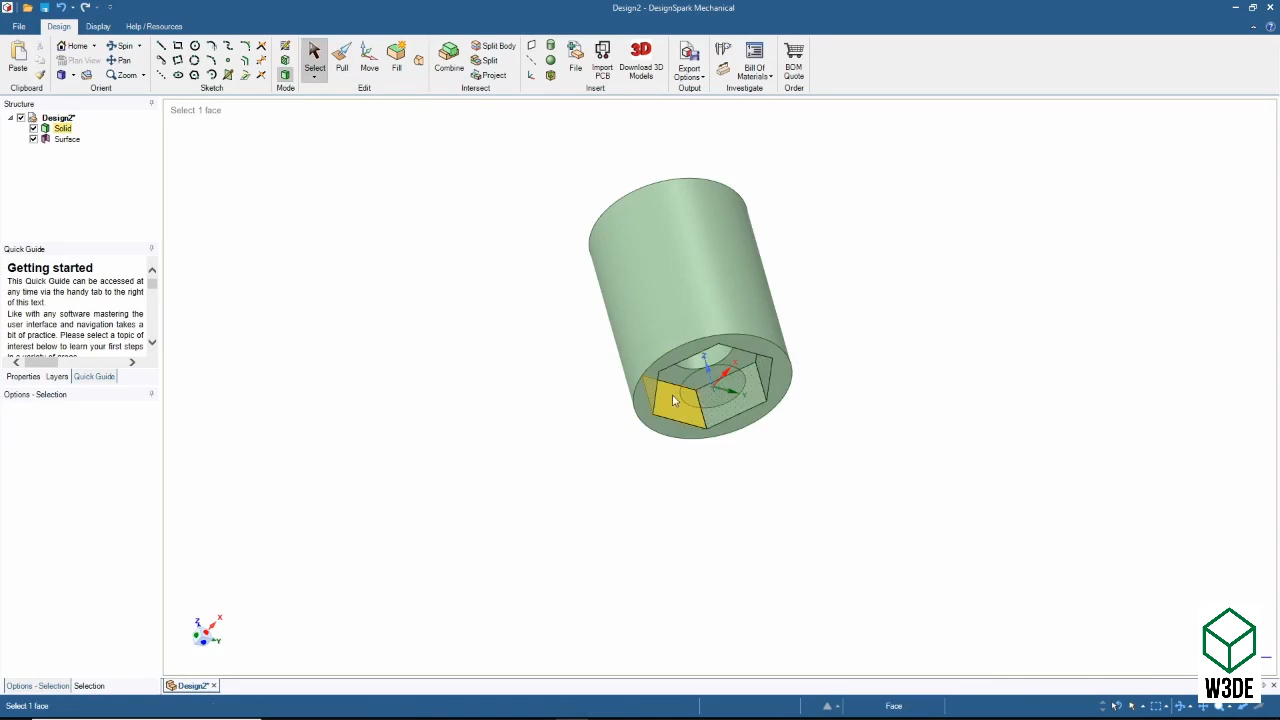 Design2* - DesignSpark Mechanical
File Design Display Help / Resources
Paste
Clipboard
Home Spin
Plan View Pan
Zoom
Orient
Sketch
Mode
Select Pull Move Fill
Edit
Combine
Split Body
Split
Project
Intersect
File
Import PCB
Download 3D Models
3D
Insert
Export Options
Output
Bill Of Materials
Investigate
BOM Quote
Order
Structure
Design2*
Solid
Surface
Quick Guide
Getting started
This Quick Guide can be accessed at
any time via the handy tab to the right
of this text.
Like with any software mastering the
user interface and navigation takes a
bit of practice. Please select a topic of
interest below to learn your first steps
in a variety of areas.
Properties Layers Quick Guide
Options - Selection
Select 1 face
Z
X
Y
Z
X
Y
W3DE
Options - Selection Selection
Design2*
Select 1 face
Face